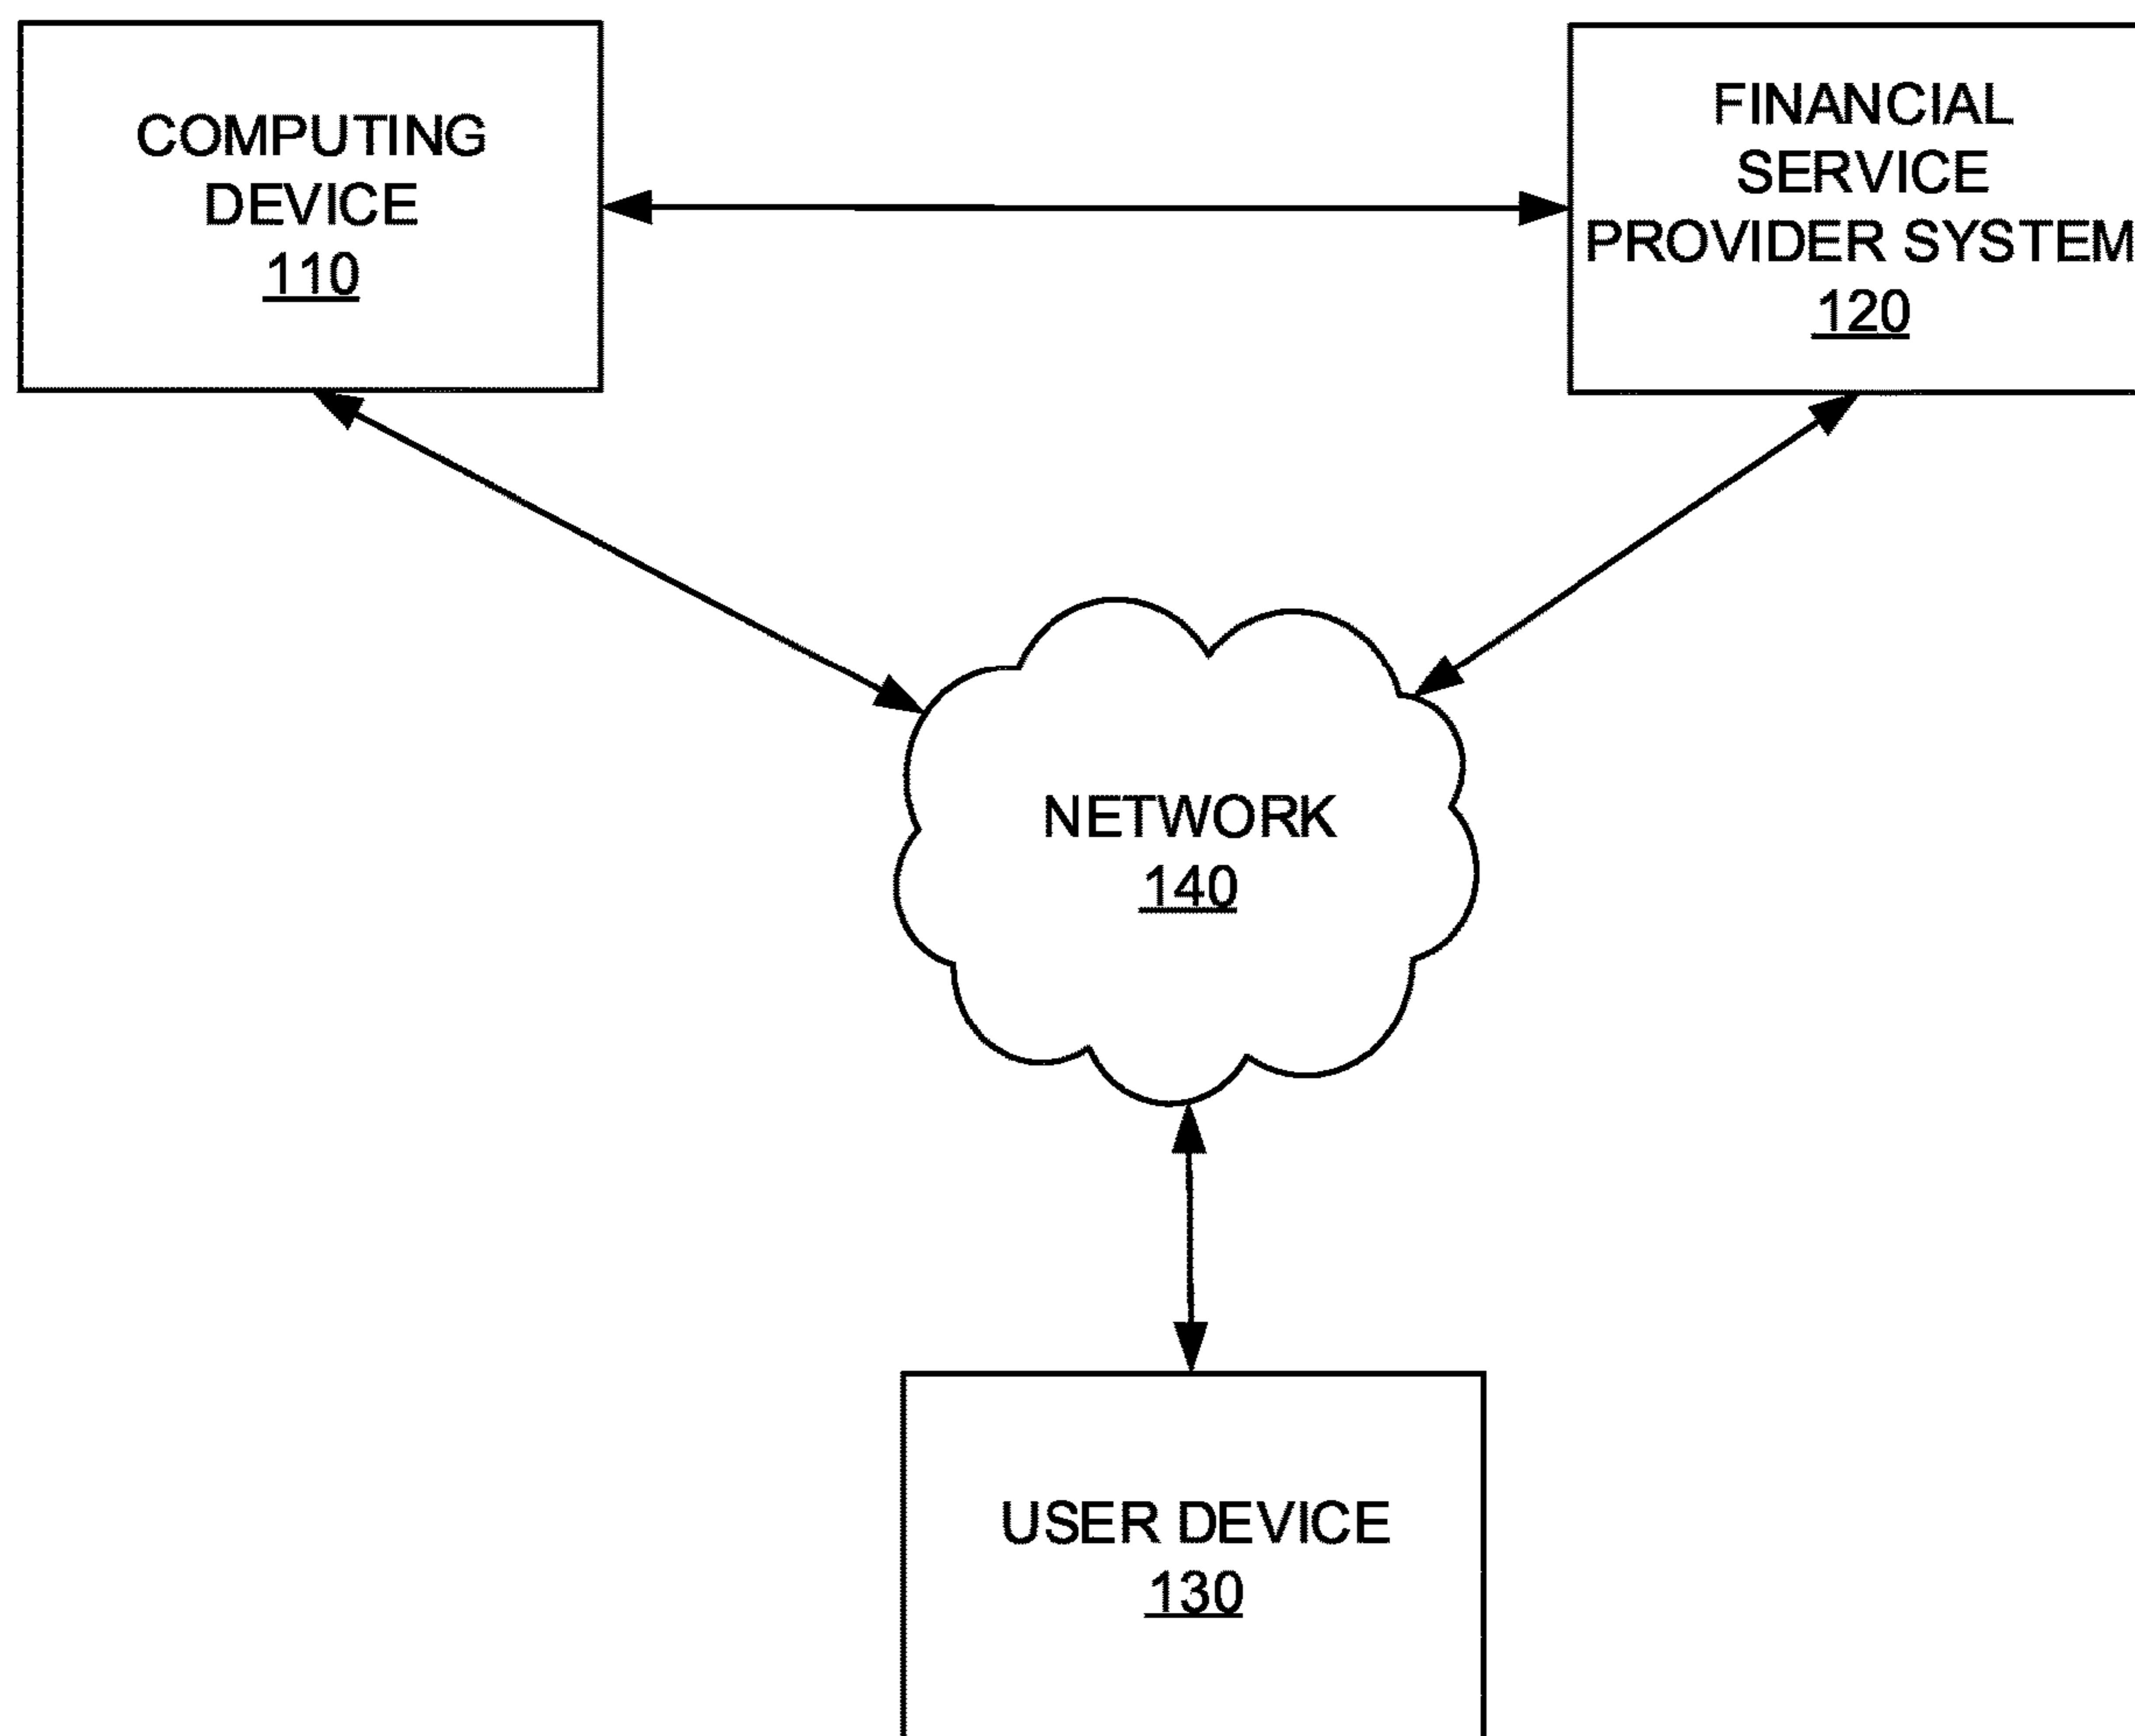 COMPUTING
DEVICE
110
FINANCIAL
SERVICE
PROVIDER SYSTEM
120
NETWORK
140
USER DEVICE
130